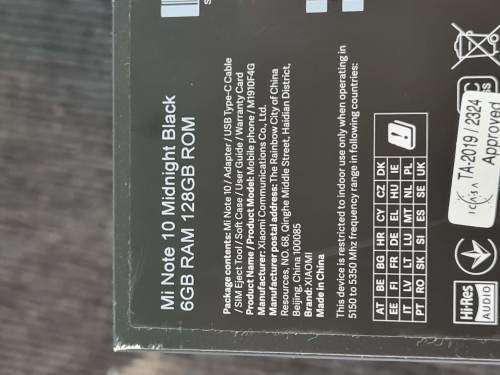 Mi Note 10 Midnight Black
6GB RAM 128GB ROM
Package contents: Mi Note 10 / Adapter / USB Type-C Cable
/ SIM Eject Tool / Soft Case / User Guide / Warranty Card
Product Name / Product Model: Mobile phone / M1910F4G
Manufacturer: Xiaomi Communications Co., Ltd.
Manufacturer postal address: The Rainbow City of China
Resources, NO. 68, Qinghe Middle Street, Haidian District,
Beijing, China 100085
Brand: XIAOMI
Made in China
This device is restricted to indoor use only when operating in
5150 to 5350 Mhz frequency range in following countries:
AT BE BG HR CY CZ DK
EE FI FR DE EL HU IE
IT LV LT LU MT NL PL
PT RO SK SI ES SE UK
Hi-Res
AUDIO
ICASA TA-2019 / 2324
Approved